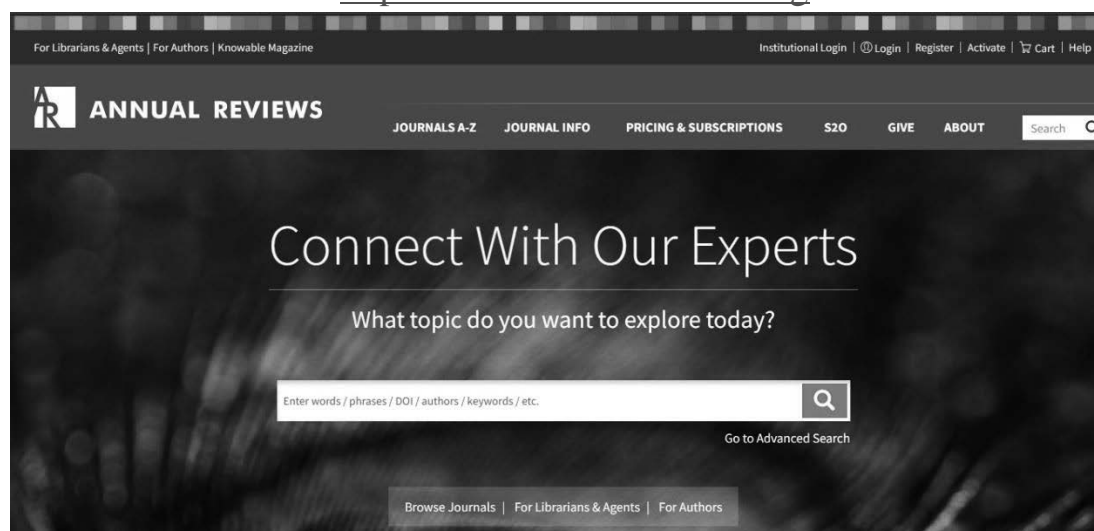 For Librarians & Agents | For Authors | Knowable Magazine
Institutional Login | Login | Register | Activate | Cart | Help
AR ANNUAL REVIEWS
JOURNALS A-Z JOURNAL INFO PRICING & SUBSCRIPTIONS S2O GIVE ABOUT Search
Connect With Our Experts
What topic do you want to explore today?
Enter words / phrases / DOI / authors / keywords / etc.
Go to Advanced Search
Browse Journals | For Librarians & Agents | For Authors